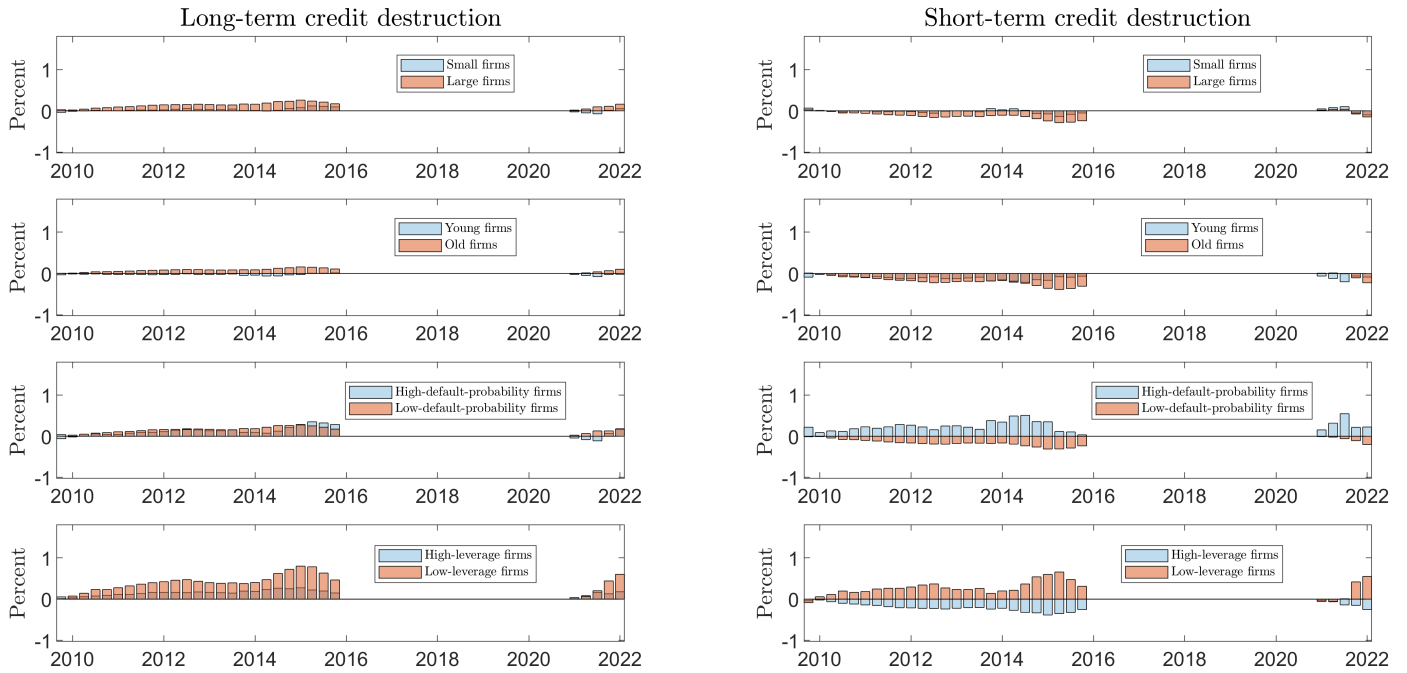 Long-term credit destruction
Percent
1
0
-1
Small firms
Large firms
2010 2012 2014 2016 2018 2020 2022
Percent
1
0
-1
Young firms
Old firms
2010 2012 2014 2016 2018 2020 2022
Percent
1
0
-1
High-default-probability firms
Low-default-probability firms
2010 2012 2014 2016 2018 2020 2022
Percent
1
0
-1
High-leverage firms
Low-leverage firms
2010 2012 2014 2016 2018 2020 2022
Short-term credit destruction
Percent
1
0
-1
Small firms
Large firms
2010 2012 2014 2016 2018 2020 2022
Percent
1
0
-1
Young firms
Old firms
2010 2012 2014 2016 2018 2020 2022
Percent
1
0
-1
High-default-probability firms
Low-default-probability firms
2010 2012 2014 2016 2018 2020 2022
Percent
1
0
-1
High-leverage firms
Low-leverage firms
2010 2012 2014 2016 2018 2020 2022